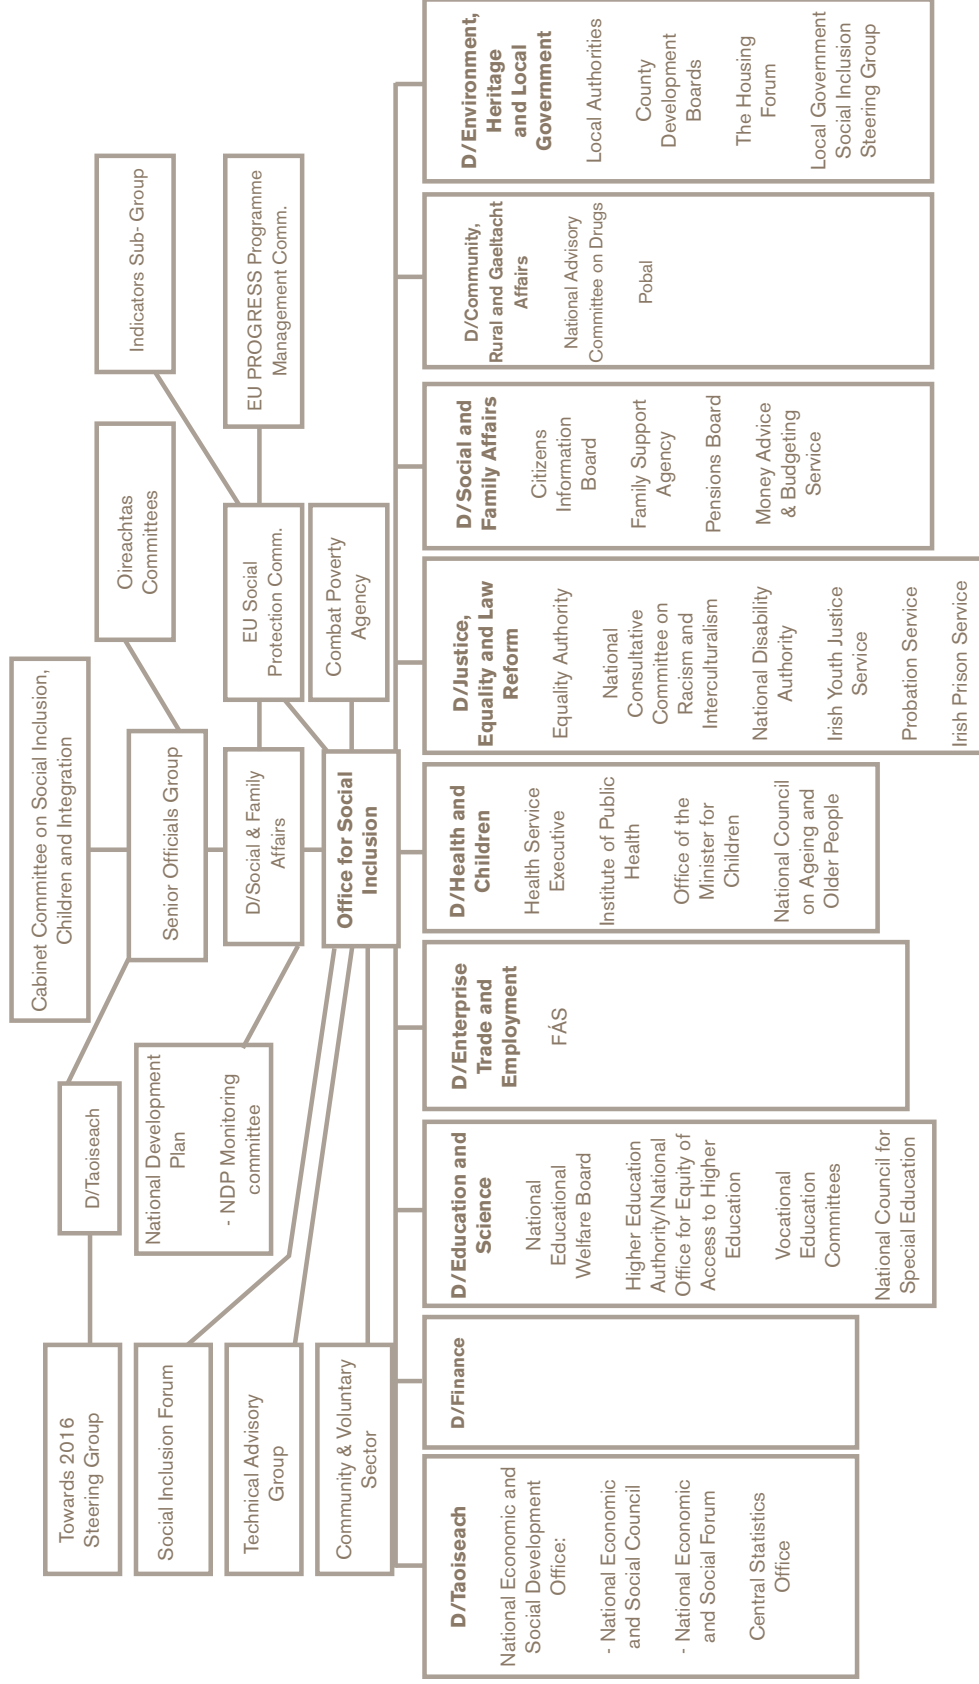 Cabinet Committee on Social Inclusion,
Children and Integration
Towards 2016
Steering Group
D/Taoiseach
Senior Officials Group
Oireachtas
Committees
Indicators Sub- Group
Social Inclusion Forum
National Development
Plan
- NDP Monitoring
committee
D/Social & Family
Affairs
EU Social
Protection Comm.
EU PROGRESS Programme
Management Comm.
Technical Advisory
Group
Community & Voluntary
Sector
Office for Social
Inclusion
Combat Poverty
Agency
D/Taoiseach
National Economic and
Social Development
Office:
- National Economic
and Social Council
- National Economic
and Social Forum
Central Statistics
Office
D/Finance
D/Education and
Science
National
Educational
Welfare Board
Higher Education
Authority/National
Office for Equity of
Access to Higher
Education
Vocational
Education
Committees
National Council for
Special Education
D/Enterprise
Trade and
Employment
FÁS
D/Health and
Children
Health Service
Executive
Institute of Public
Health
Office of the
Minister for
Children
National Council
on Ageing and
Older People
D/Justice,
Equality and Law
Reform
Equality Authority
National
Consultative
Committee on
Racism and
Interculturalism
National Disability
Authority
Irish Youth Justice
Service
Probation Service
Irish Prison Service
D/Social and
Family Affairs
Citizens
Information
Board
Family Support
Agency
Pensions Board
Money Advice
& Budgeting
Service
D/Community,
Rural and Gaeltacht
Affairs
National Advisory
Committee on Drugs
Pobal
D/Environment,
Heritage
and Local
Government
Local Authorities
County
Development
Boards
The Housing
Forum
Local Government
Social Inclusion
Steering Group